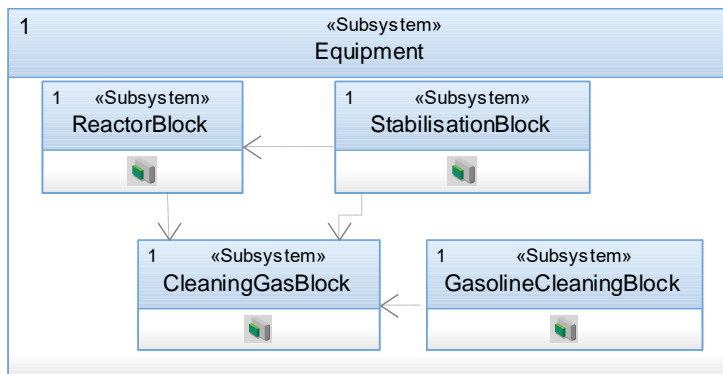 1 «Subsystem»
Equipment
1 «Subsystem»
ReactorBlock
1 «Subsystem»
StabilisationBlock
1 «Subsystem»
CleaningGasBlock
1 «Subsystem»
GasolineCleaningBlock